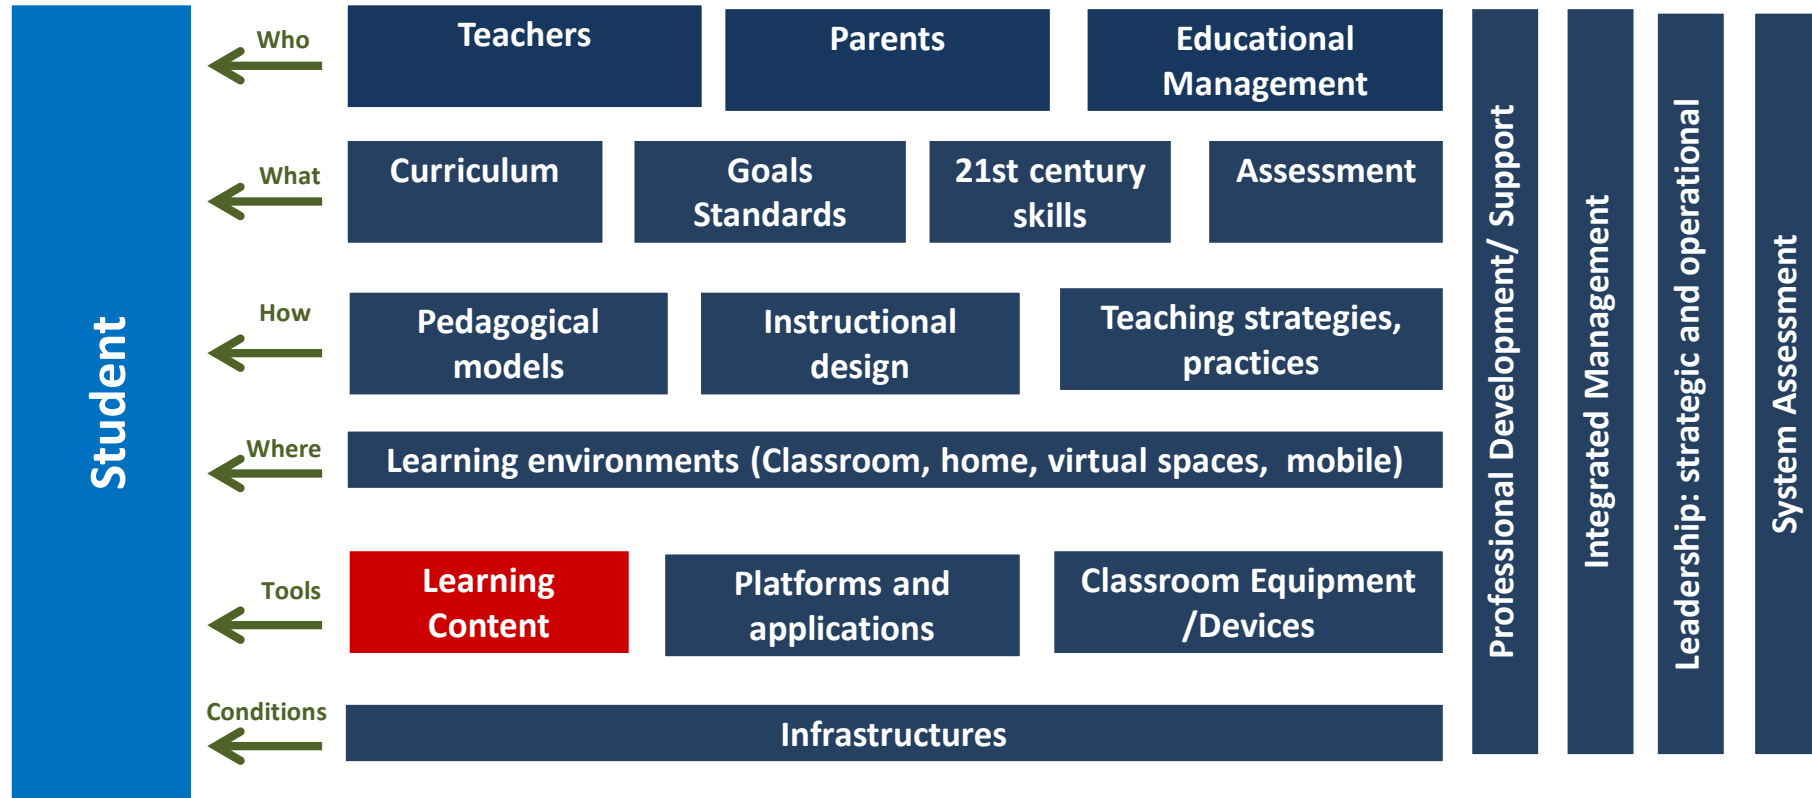 Student
Who
Teachers
Parents
Educational
Management
What
Curriculum
Goals
Standards
21st century
skills
Assessment
How
Pedagogical
models
Instructional
design
Teaching strategies,
practices
Where
Learning environments (Classroom, home, virtual spaces,  mobile)
Tools
Learning
Content
Platforms and
applications
Classroom Equipment
/Devices
Conditions
Infrastructures
Professional Development/ Support
Integrated Management
Leadership: strategic and operational
System Assessment